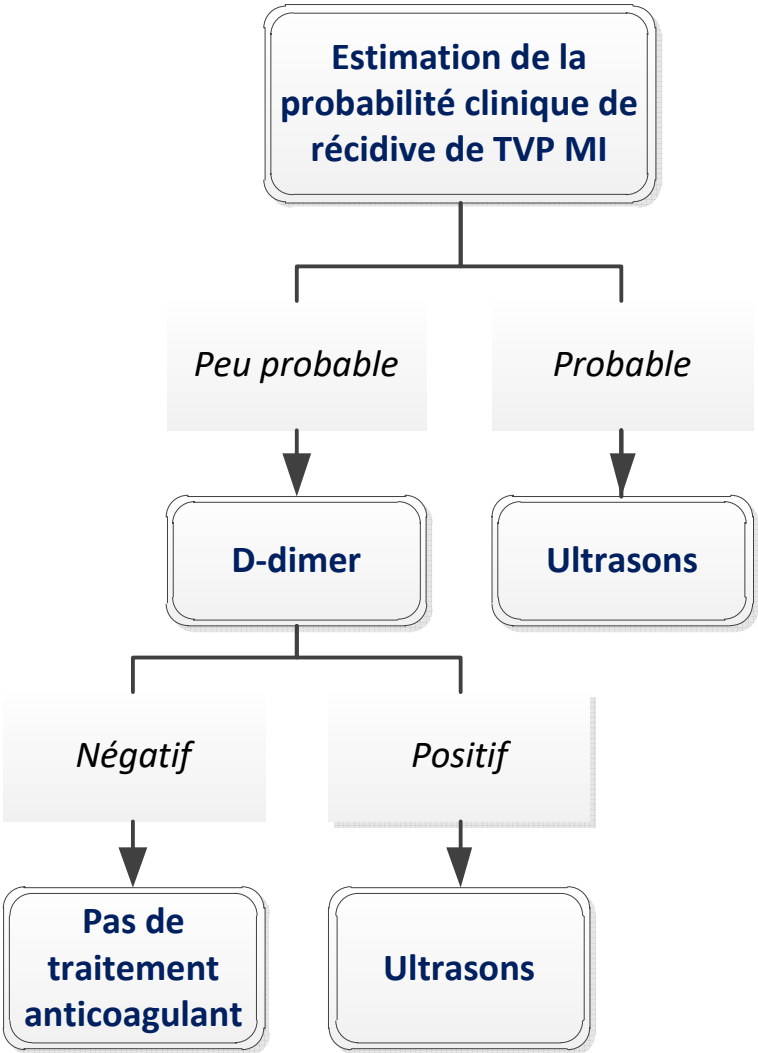 Estimation de la
probabilité clinique de
récidive de TVP MI
Peu probable
Probable
D-dimer
Ultrasons
Négatif
Positif
Pas de
traitement
anticoagulant
Ultrasons